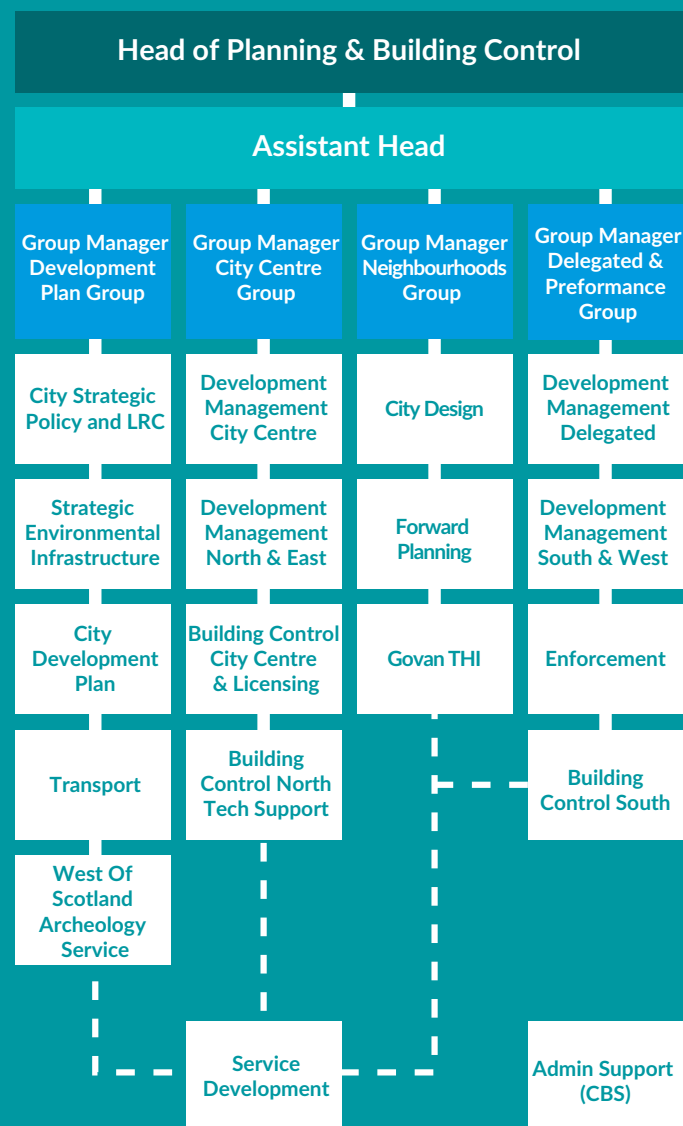 Head of Planning & Building Control
Assistant Head
Group Manager
Development
Plan Group
Group Manager
City Centre
Group
Group Manager
Neighbourhoods
Group
Group Manager
Delegated &
Preformance
Group
City Strategic
Policy and LRC
Development
Management
City Centre
City Design
Development
Management
Delegated
Strategic
Environmental
Infrastructure
Development
Management
North & East
Forward
Planning
Development
Management
South & West
City
Development
Plan
Building Control
City Centre
& Licensing
Govan THI
Enforcement
Transport
Building
Control North
Tech Support
Building
Control South
West Of
Scotland
Archeology
Service
Service
Development
Admin Support
(CBS)